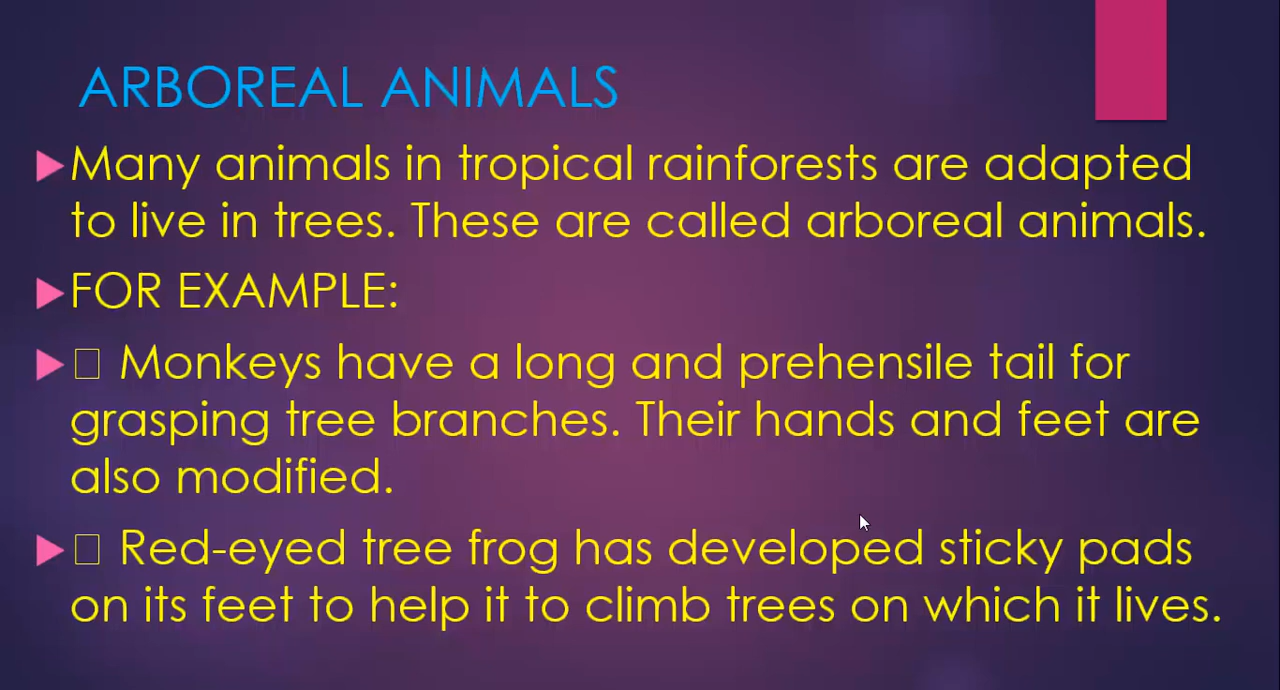 ARBOREAL ANIMALS
Many animals in tropical rainforests are adapted
to live in trees. These are called arboreal animals.
FOR EXAMPLE:
Monkeys have a long and prehensile tail for
grasping tree branches. Their hands and feet are
also modified.
Red-eyed tree frog has developed sticky pads
on its feet to help it to climb trees on which it lives.